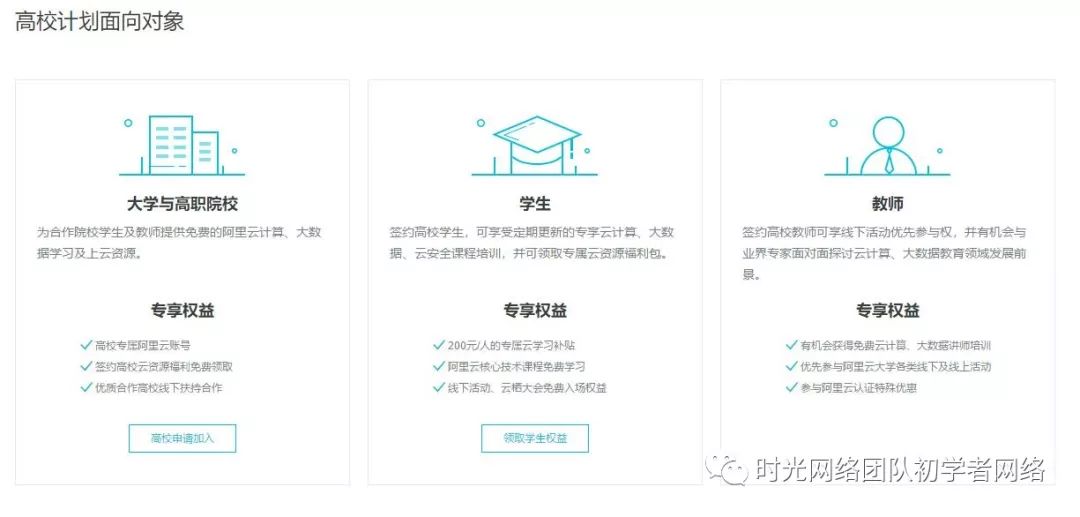 高校计划面向对象
大学与高职院校
为合作院校学生及教师提供免费的阿里云计算、大数
据学习及上云资源。
专享权益
高校专属阿里云账号
签约高校云资源福利免费领取
优质合作高校线下扶持合作
高校申请加入
学生
签约高校学生，可享受定期更新的专享云计算、大数
据、云安全课程培训，并可领取专属云资源福利包。
专享权益
200元/人的专属云学习补贴
阿里云核心技术课程免费学习
线下活动、云栖大会免费入场权益
领取学生权益
教师
签约高校教师可享线下活动优先参与权，并有机会与
业界专家面对面探讨云计算、大数据教育领域发展前
景。
专享权益
有机会获得免费云计算、大数据讲师培训
优先参与阿里云大学各类线下及线上活动
参与阿里云认证特殊优惠
时光网络团队初学者网络